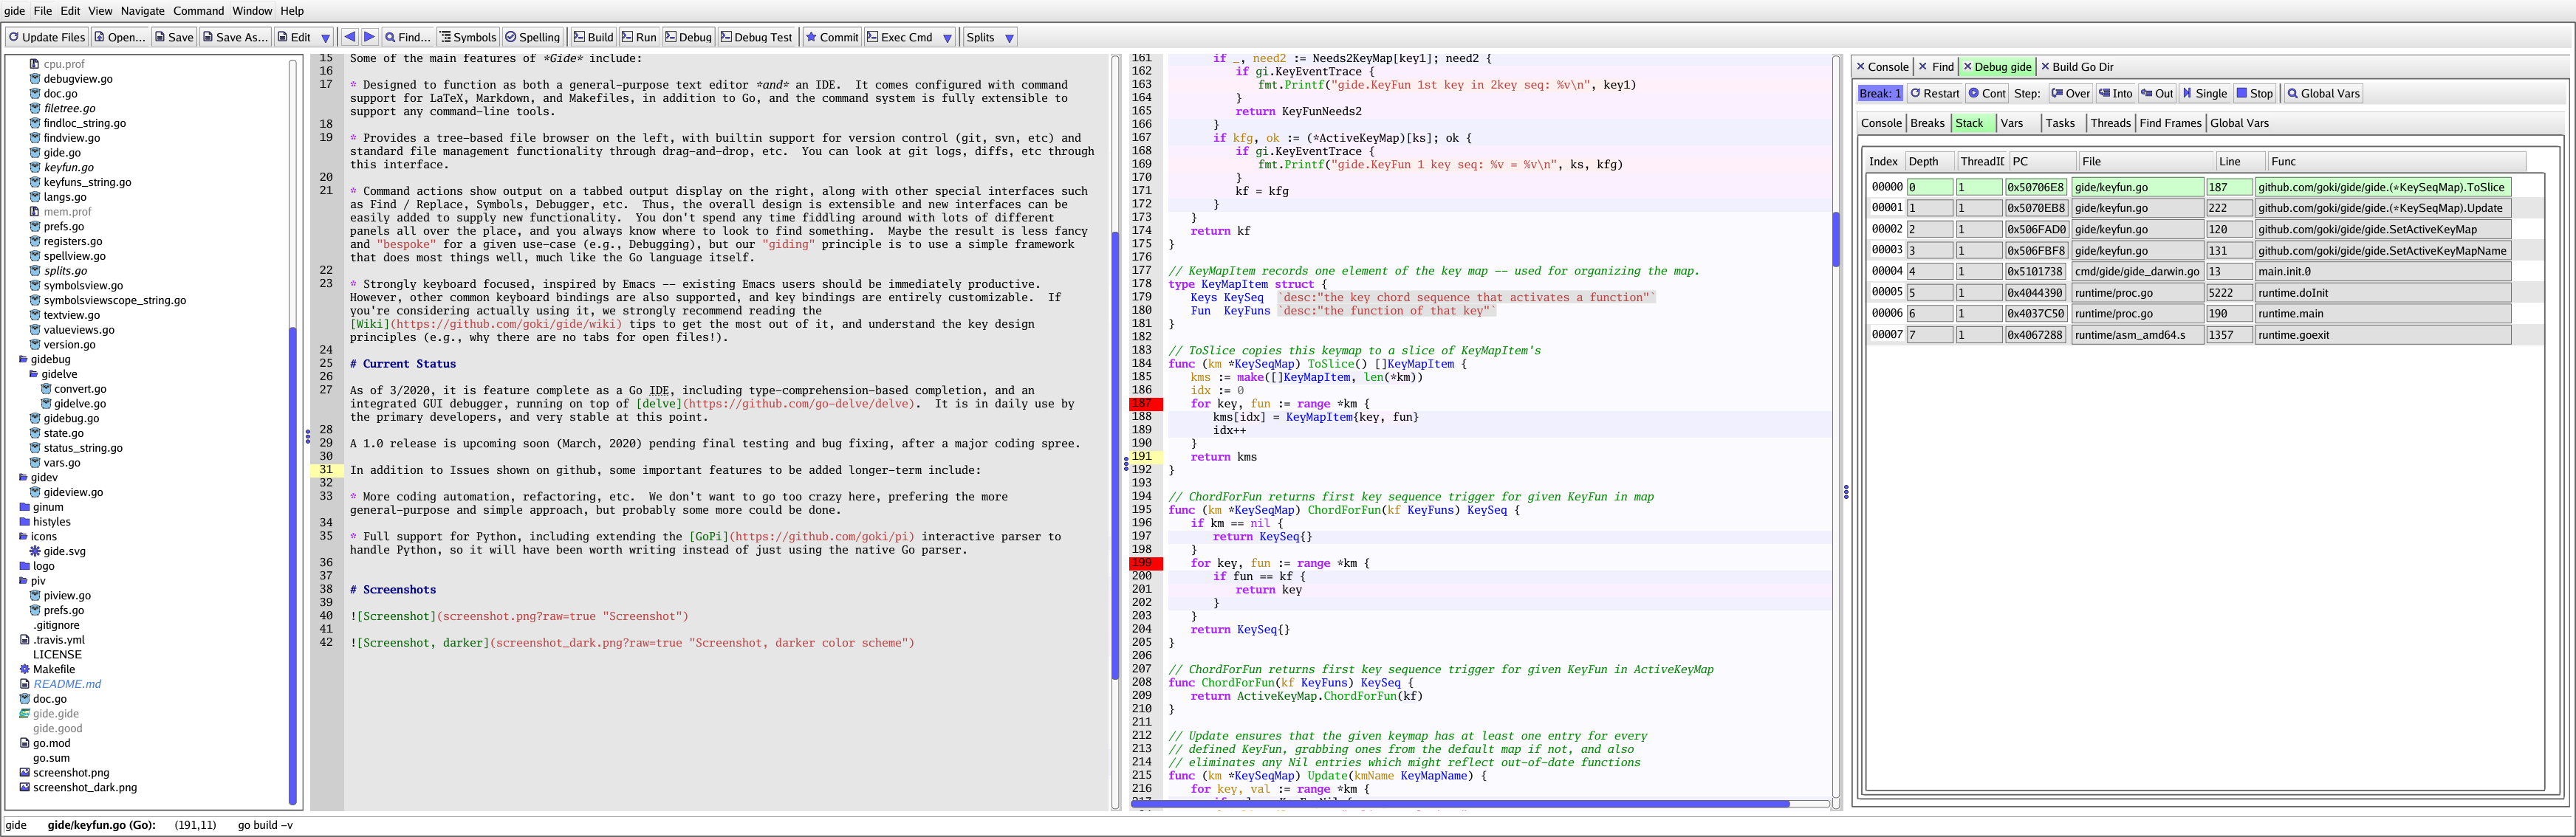 gide File Edit View Navigate Command Window Help
Update Files Open... Save Save As... Edit Find... Symbols Spelling Build Run Debug Debug Test Commit Exec Cmd Splits
cpu.prof
debugview.go
doc.go
filetree.go
findloc_string.go
findview.go
gide.go
keyfun.go
keyfuns_string.go
langs.go
mem.prof
prefs.go
registers.go
spellview.go
splits.go
symbolsview.go
symbolsviewscope_string.go
textview.go
valueviews.go
version.go
gidebug
gidelve
convert.go
gidelve.go
gidebug.go
state.go
status_string.go
vars.go
gidev
gideview.go
ginum
histyles
icons
gide.svg
logo
piv
piview.go
prefs.go
.gitignore
.travis.yml
LICENSE
Makefile
README.md
doc.go
gide.gide
gide.good
go.mod
go.sum
screenshot.png
screenshot_dark.png
15 Some of the main features of *Gide* include:
16
17 * Designed to function as both a general-purpose text editor *and* an IDE.  It comes configured with command
support for LaTeX, Markdown, and Makefiles, in addition to Go, and the command system is fully extensible to
support any command-line tools.
18
19 * Provides a tree-based file browser on the left, with builtin support for version control (git, svn, etc) and
standard file management functionality through drag-and-drop, etc.  You can look at git logs, diffs, etc through
this interface.
20
21 * Command actions show output on a tabbed output display on the right, along with other special interfaces such
as Find / Replace, Symbols, Debugger, etc.  Thus, the overall design is extensible and new interfaces can be
easily added to supply new functionality.  You don't spend any time fiddling around with lots of different
panels all over the place, and you always know where to look to find something.  Maybe the result is less fancy
and "bespoke" for a given use-case (e.g., Debugging), but our "giding" principle is to use a simple framework
that does most things well, much like the Go language itself.
22
23 * Strongly keyboard focused, inspired by Emacs -- existing Emacs users should be immediately productive.
However, other common keyboard bindings are also supported, and key bindings are entirely customizable.  If
you're considering actually using it, we strongly recommend reading the
[Wiki](https://github.com/goki/gide/wiki) tips to get the most out of it, and understand the key design
principles (e.g., why there are no tabs for open files!).
24
25 # Current Status
26
27 As of 3/2020, it is feature complete as a Go IDE, including type-comprehension-based completion, and an
integrated GUI debugger, running on top of [delve](https://github.com/go-delve/delve).  It is in daily use by
the primary developers, and very stable at this point.
28
29 A 1.0 release is upcoming soon (March, 2020) pending final testing and bug fixing, after a major coding spree.
30
31 In addition to Issues shown on github, some important features to be added longer-term include:
32
33 * More coding automation, refactoring, etc.  We don't want to go too crazy here, prefering the more
general-purpose and simple approach, but probably some more could be done.
34
35 * Full support for Python, including extending the [GoPi](https://github.com/goki/pi) interactive parser to
handle Python, so it will have been worth writing instead of just using the native Go parser.
36
37
38 # Screenshots
39
40 ![Screenshot](screenshot.png?raw=true "Screenshot")
41
42 ![Screenshot, darker](screenshot_dark.png?raw=true "Screenshot, darker color scheme")
161 if _, need2 := Needs2KeyMap[key1]; need2 {
162 if gi.KeyEventTrace {
163 fmt.Printf("gide.KeyFun 1st key in 2key seq: %v\n", key1)
164 }
165 return KeyFunNeeds2
166 }
167 if kfg, ok := (*ActiveKeyMap)[ks]; ok {
168 if gi.KeyEventTrace {
169 fmt.Printf("gide.KeyFun 1 key seq: %v = %v\n", ks, kfg)
170 }
171 kf = kfg
172 }
173 }
174 return kf
175 }
176
177 // KeyMapItem records one element of the key map -- used for organizing the map.
178 type KeyMapItem struct {
179 Keys KeySeq  `desc:"the key chord sequence that activates a function"`
180 Fun  KeyFuns `desc:"the function of that key"`
181 }
182
183 // ToSlice copies this keymap to a slice of KeyMapItem's
184 func (km *KeySeqMap) ToSlice() []KeyMapItem {
185 kms := make([]KeyMapItem, len(*km))
186 idx := 0
187 for key, fun := range *km {
188 kms[idx] = KeyMapItem{key, fun}
189 idx++
190 }
191 return kms
192 }
193
194 // ChordForFun returns first key sequence trigger for given KeyFun in map
195 func (km *KeySeqMap) ChordForFun(kf KeyFuns) KeySeq {
196 if km == nil {
197 return KeySeq{}
198 }
199 for key, fun := range *km {
200 if fun == kf {
201 return key
202 }
203 }
204 return KeySeq{}
205 }
206
207 // ChordForFun returns first key sequence trigger for given KeyFun in ActiveKeyMap
208 func ChordForFun(kf KeyFuns) KeySeq {
209 return ActiveKeyMap.ChordForFun(kf)
210 }
211
212 // Update ensures that the given keymap has at least one entry for every
213 // defined KeyFun, grabbing ones from the default map if not, and also
214 // eliminates any Nil entries which might reflect out-of-date functions
215 func (km *KeySeqMap) Update(kmName KeyMapName) {
216 for key, val := range *km {
Console Find Debug gide Build Go Dir
Break: 1 Restart Cont Step: Over Into Out Single Stop Global Vars
Console Breaks Stack Vars Tasks Threads Find Frames Global Vars
Index Depth ThreadID PC File Line Func
00000 0 1 0x50706E8 gide/keyfun.go 187 github.com/goki/gide/gide.(*KeySeqMap).ToSlice
00001 1 1 0x5070EB8 gide/keyfun.go 222 github.com/goki/gide/gide.(*KeySeqMap).Update
00002 2 1 0x506FAD0 gide/keyfun.go 120 github.com/goki/gide/gide.SetActiveKeyMap
00003 3 1 0x506FBF8 gide/keyfun.go 131 github.com/goki/gide/gide.SetActiveKeyMapName
00004 4 1 0x5101738 cmd/gide/gide_darwin.go 13 main.init.0
00005 5 1 0x4044390 runtime/proc.go 5222 runtime.doInit
00006 6 1 0x4037C50 runtime/proc.go 190 runtime.main
00007 7 1 0x4067288 runtime/asm_amd64.s 1357 runtime.goexit
gide gide/keyfun.go (Go): (191,11) go build -v